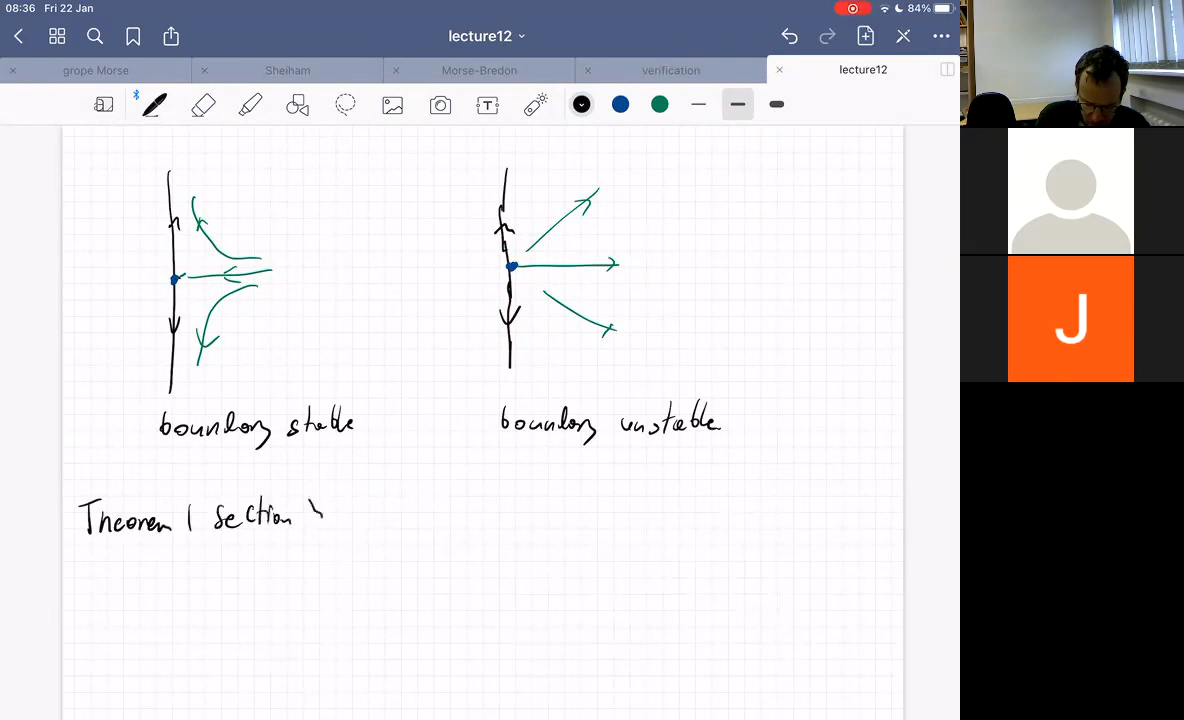 08:36 Fri 22 Jan
84%
lecture12
grope Morse
Sheiham
Morse-Bredon
verification
lecture12
T
J
boundary stable
boundary unstable
Theorem ( section